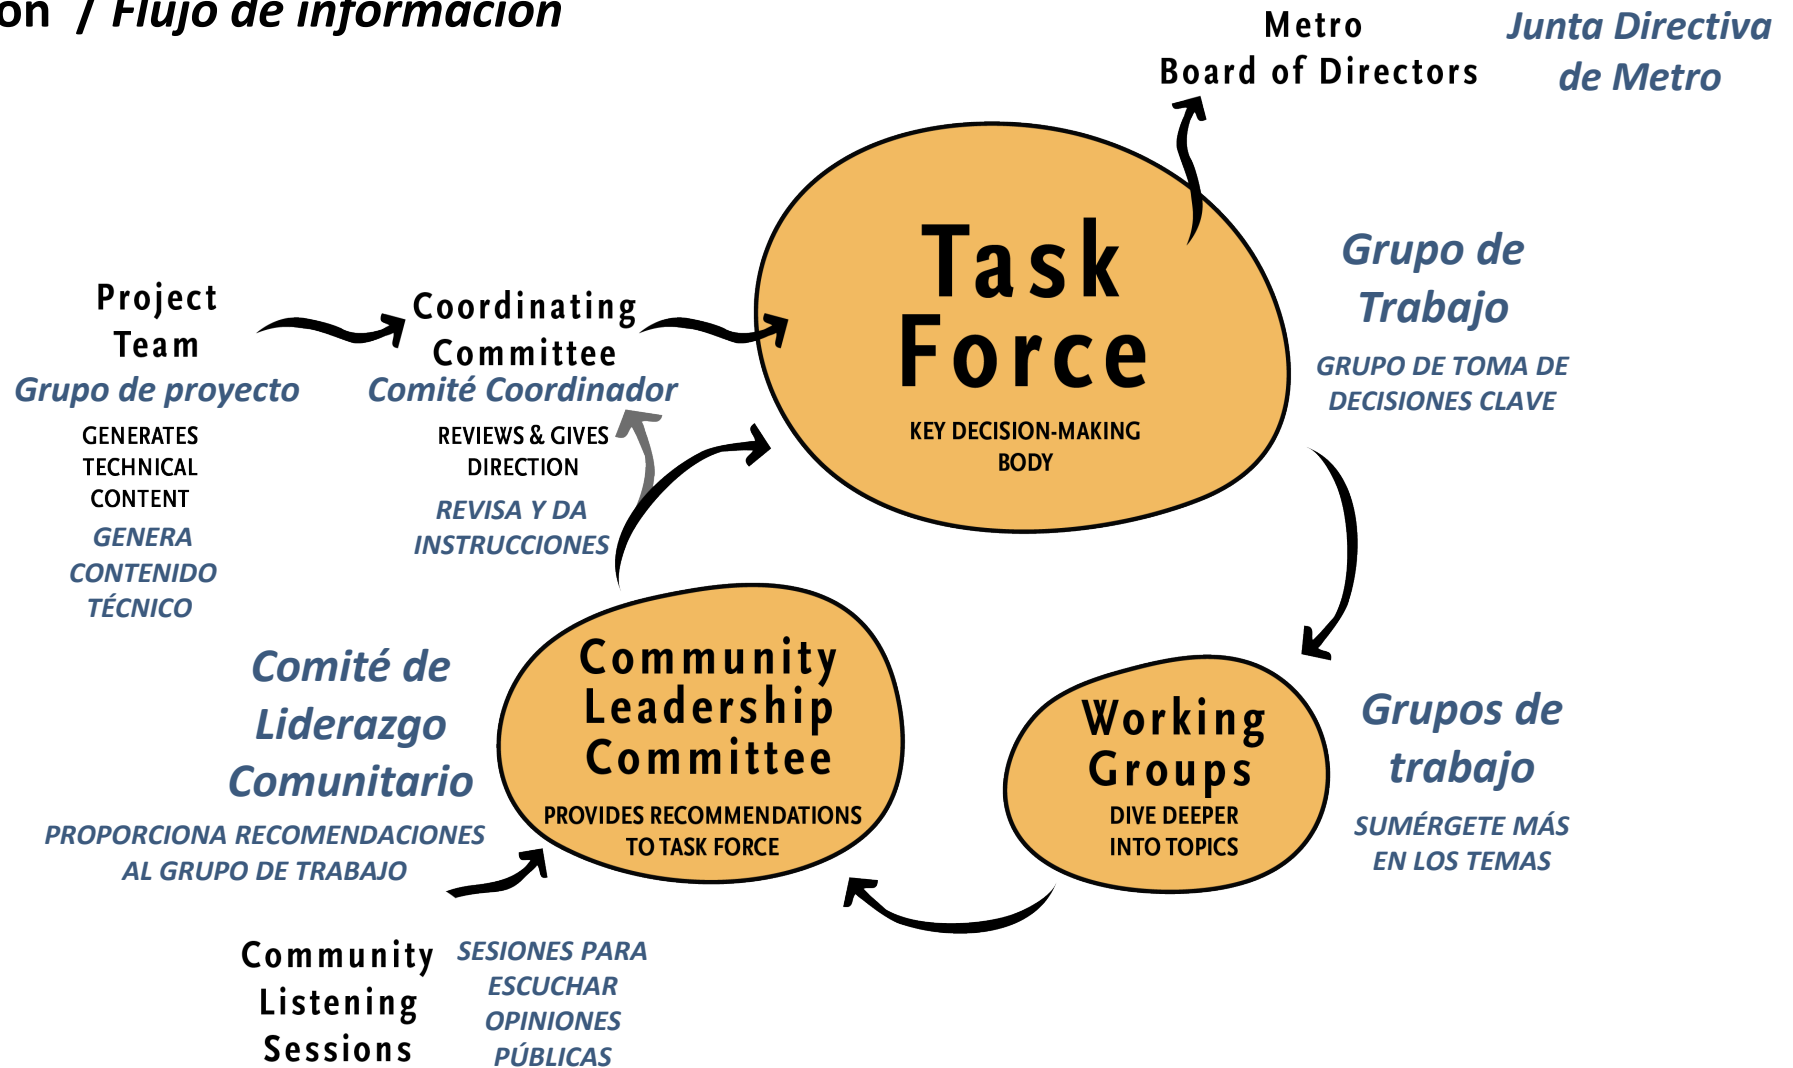 on / Flujo de información
Metro
Board of Directors
Junta Directiva
de Metro
Task
Force
KEY DECISION-MAKING
BODY
Grupo de
Trabajo
GRUPO DE TOMA DE
DECISIONES CLAVE
Project
Team
Grupo de proyecto
GENERATES
TECHNICAL
CONTENT
GENERA
CONTENIDO
TÉCNICO
Coordinating
Committee
Comité Coordinador
REVIEWS & GIVES
DIRECTION
REVISA Y DA
INSTRUCCIONES
Comité de
Liderazgo
Comunitario
PROPORCIONA RECOMENDACIONES
AL GRUPO DE TRABAJO
Community
Leadership
Committee
PROVIDES RECOMMENDATIONS
TO TASK FORCE
Working
Groups
DIVE DEEPER
INTO TOPICS
Grupos de
trabajo
SUMÉRGETE MÁS
EN LOS TEMAS
Community
Listening
Sessions
SESIONES PARA
ESCUCHAR
OPINIONES
PÚBLICAS